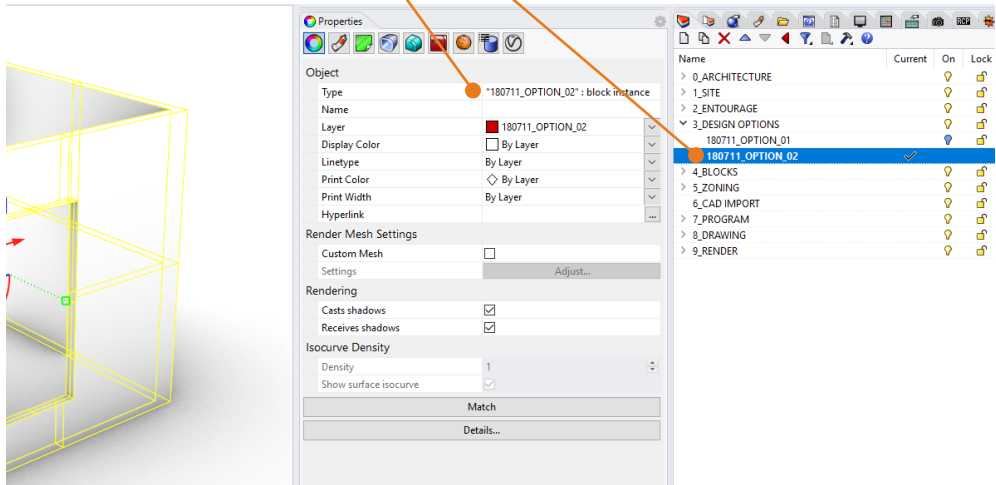 Properties
Object
Type "180711_OPTION_02" : block instance
Name
Layer 180711_OPTION_02
Display Color By Layer
Linetype By Layer
Print Color By Layer
Print Width By Layer
Hyperlink ...
Render Mesh Settings
Custom Mesh
Settings Adjust...
Rendering
Casts shadows
Receives shadows
Isocurve Density
Density 1
Show surface isocurve
Match
Details...
Name Current On Lock
0_ARCHITECTURE
1_SITE
2_ENTOURAGE
3_DESIGN OPTIONS
180711_OPTION_01
180711_OPTION_02
4_BLOCKS
5_ZONING
6_CAD IMPORT
7_PROGRAM
8_DRAWING
9_RENDER